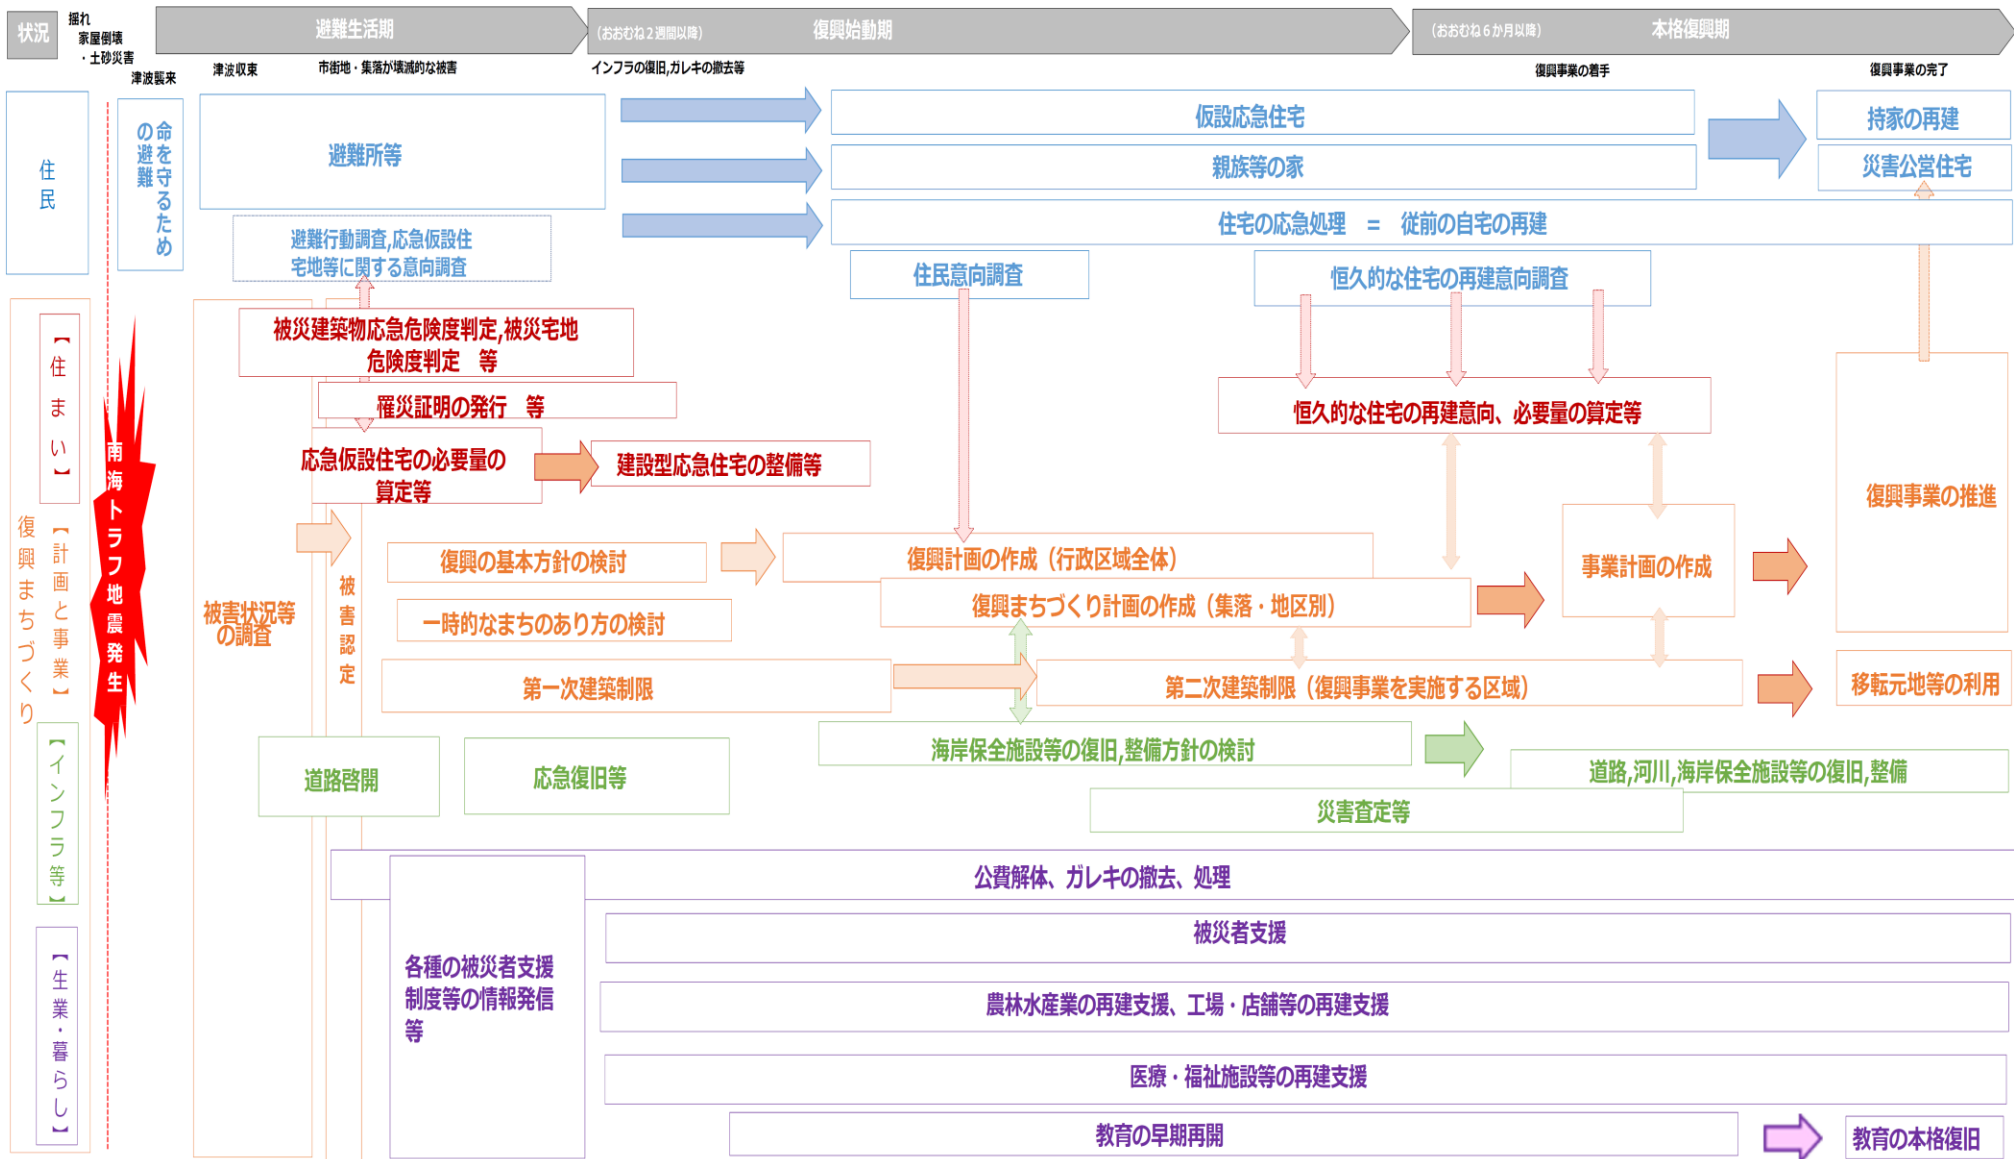 状況
揺れ
家屋倒壊
・土砂災害
津波襲来
避難生活期
(おおむね2週間以降)
復興始動期
(おおむね6か月以降)
本格復興期
津波収束
市街地・集落が壊滅的な被害
インフラの復旧,ガレキの撤去等
復興事業の着手
復興事業の完了
住民
命を守るため
の避難
避難所等
仮設応急住宅
持家の再建
親族等の家
災害公営住宅
住宅の応急処理 = 従前の自宅の再建
避難行動調査,応急仮設住
宅地等に関する意向調査
住民意向調査
恒久的な住宅の再建意向調査
復興まちづくり
【住まい】
南海トラフ地震発生
被災建築物応急危険度判定,被災宅地
危険度判定 等
罹災証明の発行 等
恒久的な住宅の再建意向、必要量の算定等
応急仮設住宅の必要量の
算定等
建設型応急住宅の整備等
【計画と事業】
被害状況等
の調査
被害認定
復興の基本方針の検討
復興計画の作成（行政区域全体）
事業計画の作成
復興事業の推進
一時的なまちのあり方の検討
復興まちづくり計画の作成（集落・地区別）
第一次建築制限
第二次建築制限（復興事業を実施する区域）
移転元地等の利用
【インフラ等】
道路啓開
応急復旧等
海岸保全施設等の復旧,整備方針の検討
道路,河川,海岸保全施設等の復旧,整備
災害査定等
【生業・暮らし】
公費解体、ガレキの撤去、処理
各種の被災者支援
制度等の情報発信
等
被災者支援
農林水産業の再建支援、工場・店舗等の再建支援
医療・福祉施設等の再建支援
教育の早期再開
教育の本格復旧